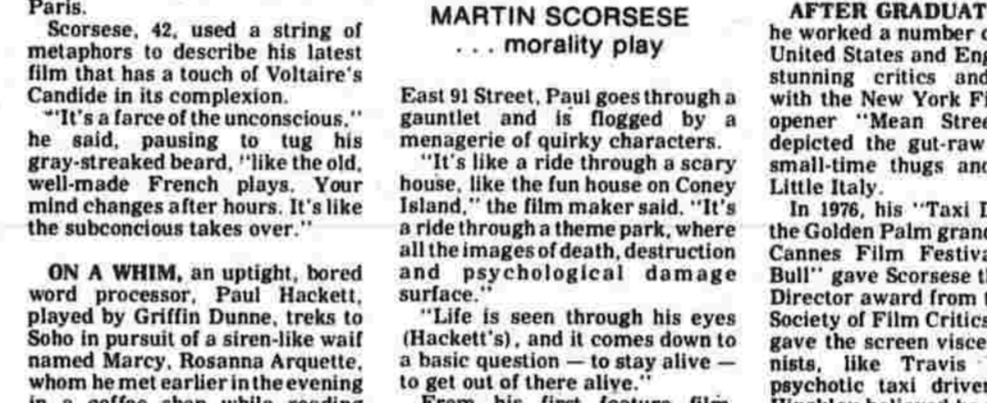 Paris.
Scorsese, 42, used a string of
metaphors to describe his latest
film that has a touch of Voltaire's
Candide in its complexion.
"It's a farce of the unconscious,"
he said, pausing to tug his
gray-streaked beard, "like the old,
well-made French plays. Your
mind changes after hours. It's like
the subconcious takes over."
ON A WHIM, an uptight, bored
word processor, Paul Hackett,
played by Griffin Dunne, treks to
Soho in pursuit of a siren-like waif
named Marcy, Rosanna Arquette,
whom he met earlier in the evening
in a coffee shop while reading
MARTIN SCORSESE
. . . morality play
East 91 Street, Paul goes through a
gauntlet and is flogged by a
menagerie of quirky characters.
"It's like a ride through a scary
house, like the fun house on Coney
Island," the film maker said. "It's
a ride through a theme park, where
all the images of death, destruction
and psychological damage
surface."
"Life is seen through his eyes
(Hackett's), and it comes down to
a basic question — to stay alive —
to get out of there alive."
From his first feature film,
AFTER GRADUAT
he worked a number
United States and Eng
stunning critics and
with the New York Fi
opener "Mean Stree
depicted the gut-raw
small-time thugs and
Little Italy.
In 1976, his "Taxi D
the Golden Palm gran
Cannes Film Festiva
Bull" gave Scorsese t
Director award from
Society of Film Critics
gave the screen visce
nists, like Travis
psychotic taxi driver